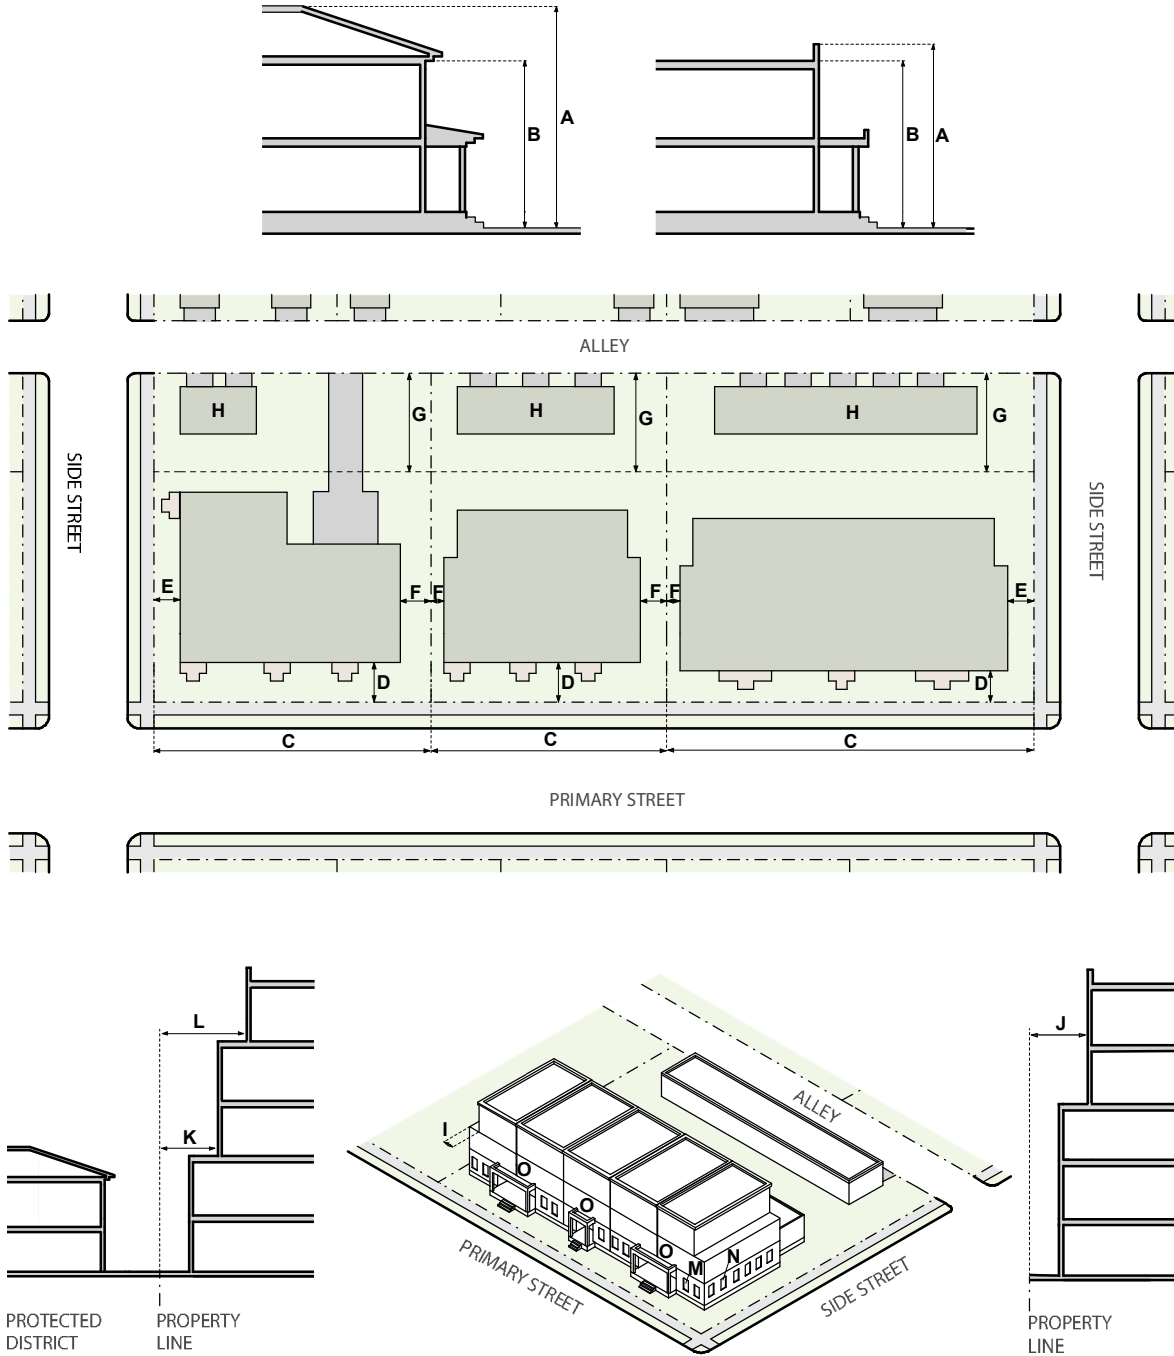 A
B
B
A
ALLEY
H
G
H
G
H
G
SIDE STREET
SIDE STREET
E
F
F
F
F
E
D
D
D
C
C
C
PRIMARY STREET
L
K
PROTECTED
DISTRICT
PROPERTY
LINE
I
O
O
O
M
N
ALLEY
PRIMARY STREET
SIDE STREET
J
PROPERTY
LINE